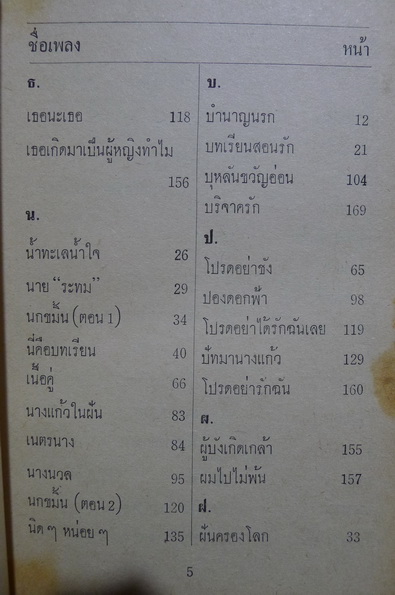 ชื่อเพลง หน้า
ธ.
เธอนะเธอ 118
เธอเกิดมาเป็นผู้หญิงทำไม
156
น.
น้ำทะเลน้ำใจ 26
นาย “ระทม” 29
นกขมิ้น (ตอน 1) 34
นี่คือบทเรียน 40
เนื้อคู่ 66
นางแก้วในฝัน 83
เนตรนาง 84
นางนวล 95
นกขมิ้น (ตอน 2) 120
นิด ๆ หน่อย ๆ 135
บ.
บำนาญนรก 12
บทเรียนสอนรัก 21
บุหลันขวัญอ่อน 104
บริจาครัก 169
ป.
โปรดอย่าชัง 65
ปองดอกฟ้า 98
โปรดอย่าได้รักฉันเลย 119
ปัทมานางแก้ว 129
โปรดอย่ารักฉัน 160
ผ.
ผู้บังเกิดเกล้า 155
ผมไปไม่พ้น 157
ฝ.
ฝันครองโลก 33
5